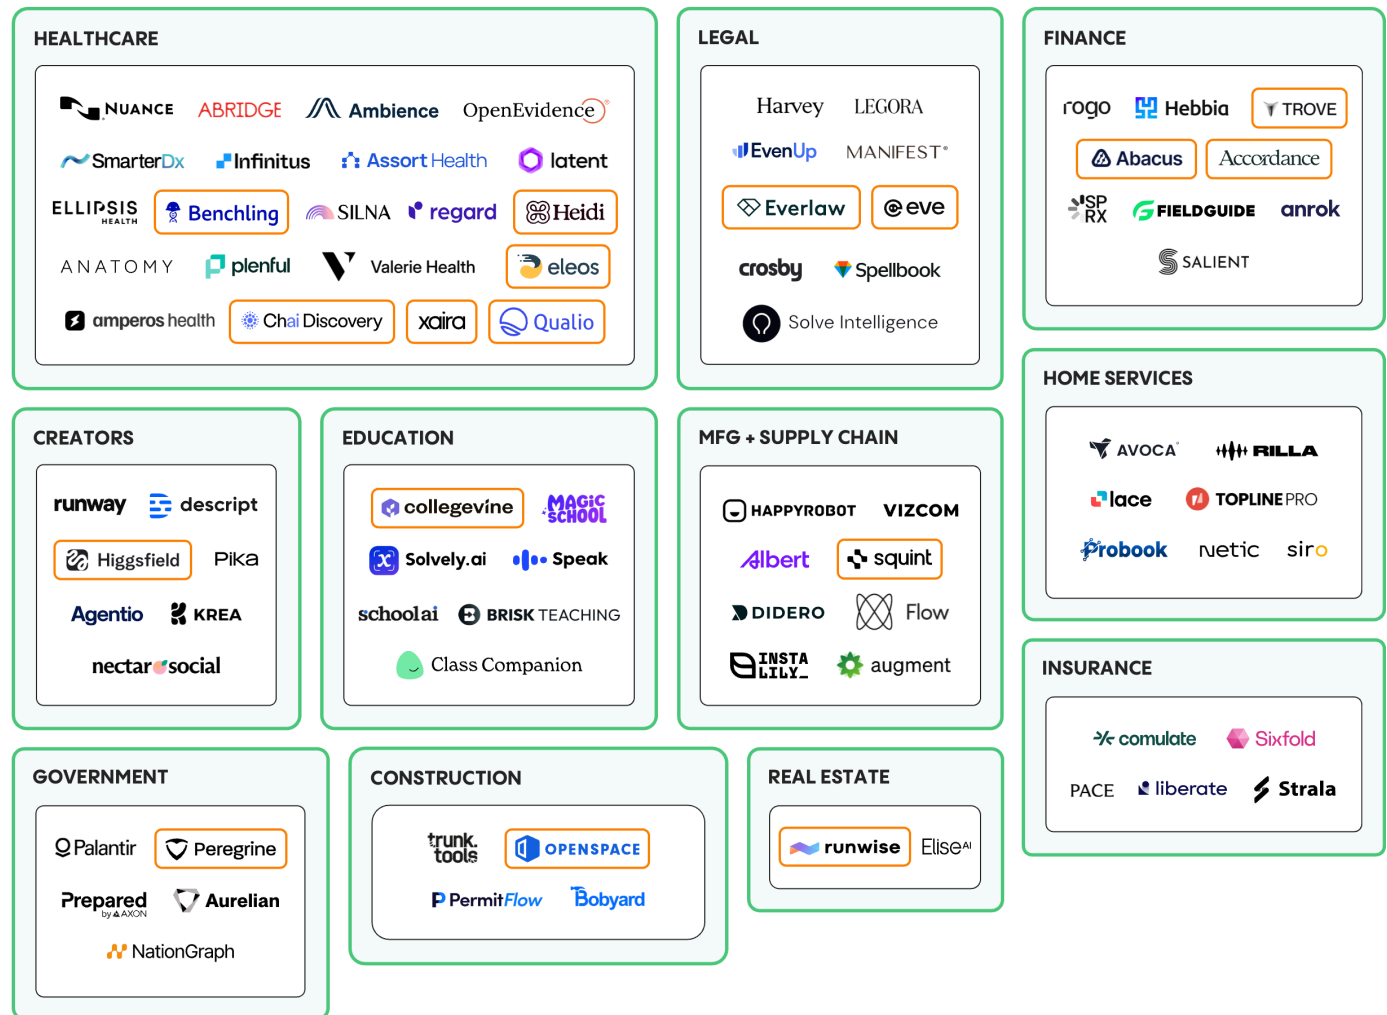 HEALTHCARE
NUANCE ABRIDGE Ambience OpenEvidence®
SmarterDx Infinitus Assort Health latent
ELLIPSIS HEALTH Benchling SILNA regard Heidi
ANATOMY plenful Valerie Health eleos
amperos health Chai Discovery xaira Qualio
LEGAL
Harvey LEGORA
EvenUp MANIFEST®
Everlaw eve
crosby Spellbook
Solve Intelligence
FINANCE
rogo Hebbia TROVE
Abacus Accordance
SPRX FIELDGUIDE anrok
SALIENT
HOME SERVICES
AVOCA RILLA
lace TOPLINE PRO
Probook Netic siro
CREATORS
runway descript
Higgsfield Pika
Agentio KREA
nectar social
EDUCATION
collegevine MAGIC SCHOOL
Solvely.ai Speak
schoolai BRISK TEACHING
Class Companion
MFG + SUPPLY CHAIN
HAPPYROBOT VIZCOM
Albert squint
DIDERO Flow
INSTA LILY_ augment
INSURANCE
comulate Sixfold
PACE liberate Strala
GOVERNMENT
Palantir Peregrine
Prepared by AXON Aurelian
NationGraph
CONSTRUCTION
trunk. tools OPENSPACE
PermitFlow Bobyard
REAL ESTATE
runwise EliseAI